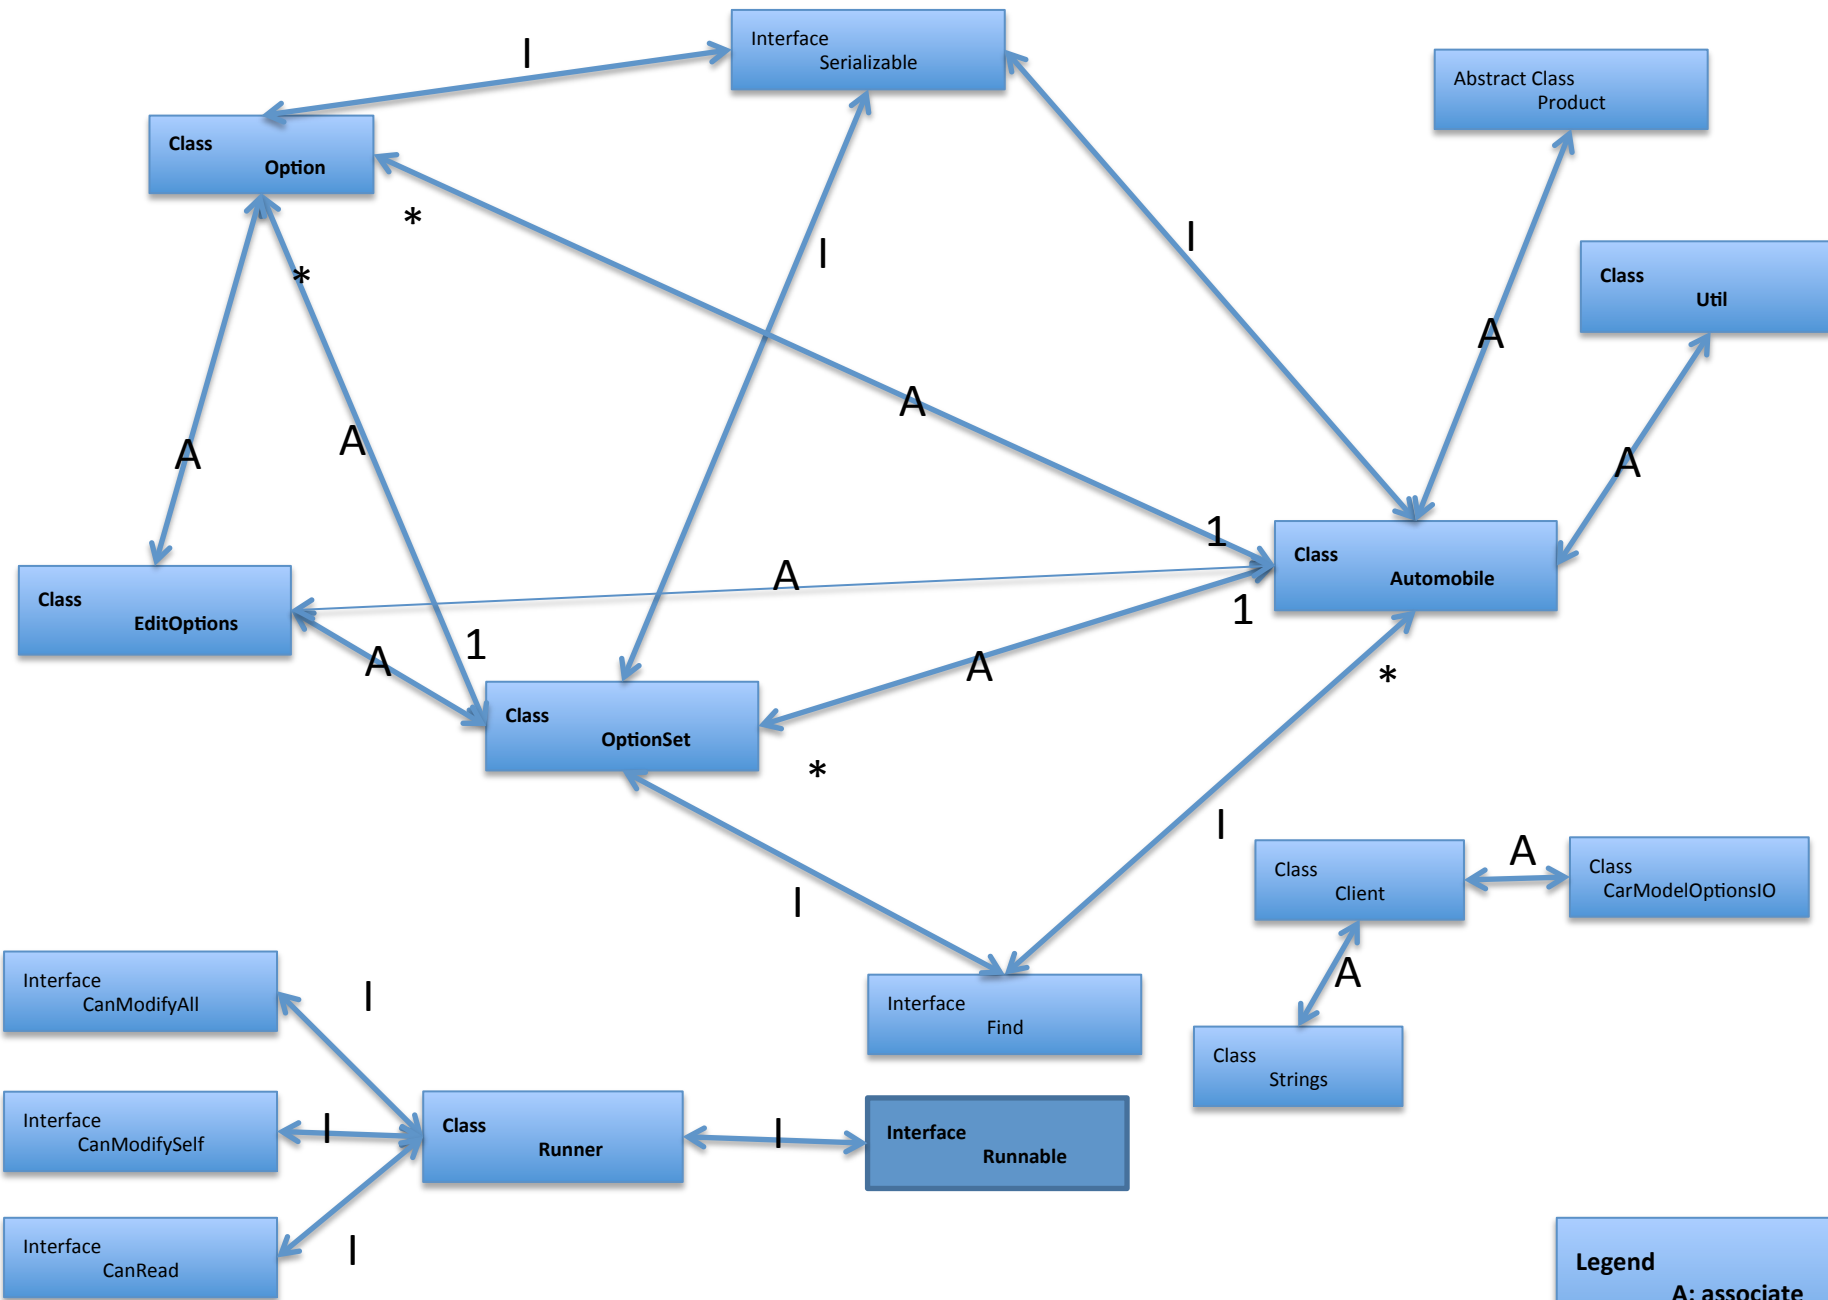 I
Interface
Serializable
Abstract Class
Product
Class
Option
*
I
I
*
Class
Util
A
A
A
A
A
1
Class
Automobile
Class
EditOptions
A
1
1
A
A
*
Class
OptionSet
*
I
I
A
Class
Client
Class
CarModelOptionsIO
Interface
CanModifyAll
I
A
Interface
Find
Class
Strings
Interface
CanModifySelf
I
Class
Runner
I
Interface
Runnable
Interface
CanRead
I
Legend
A: associate